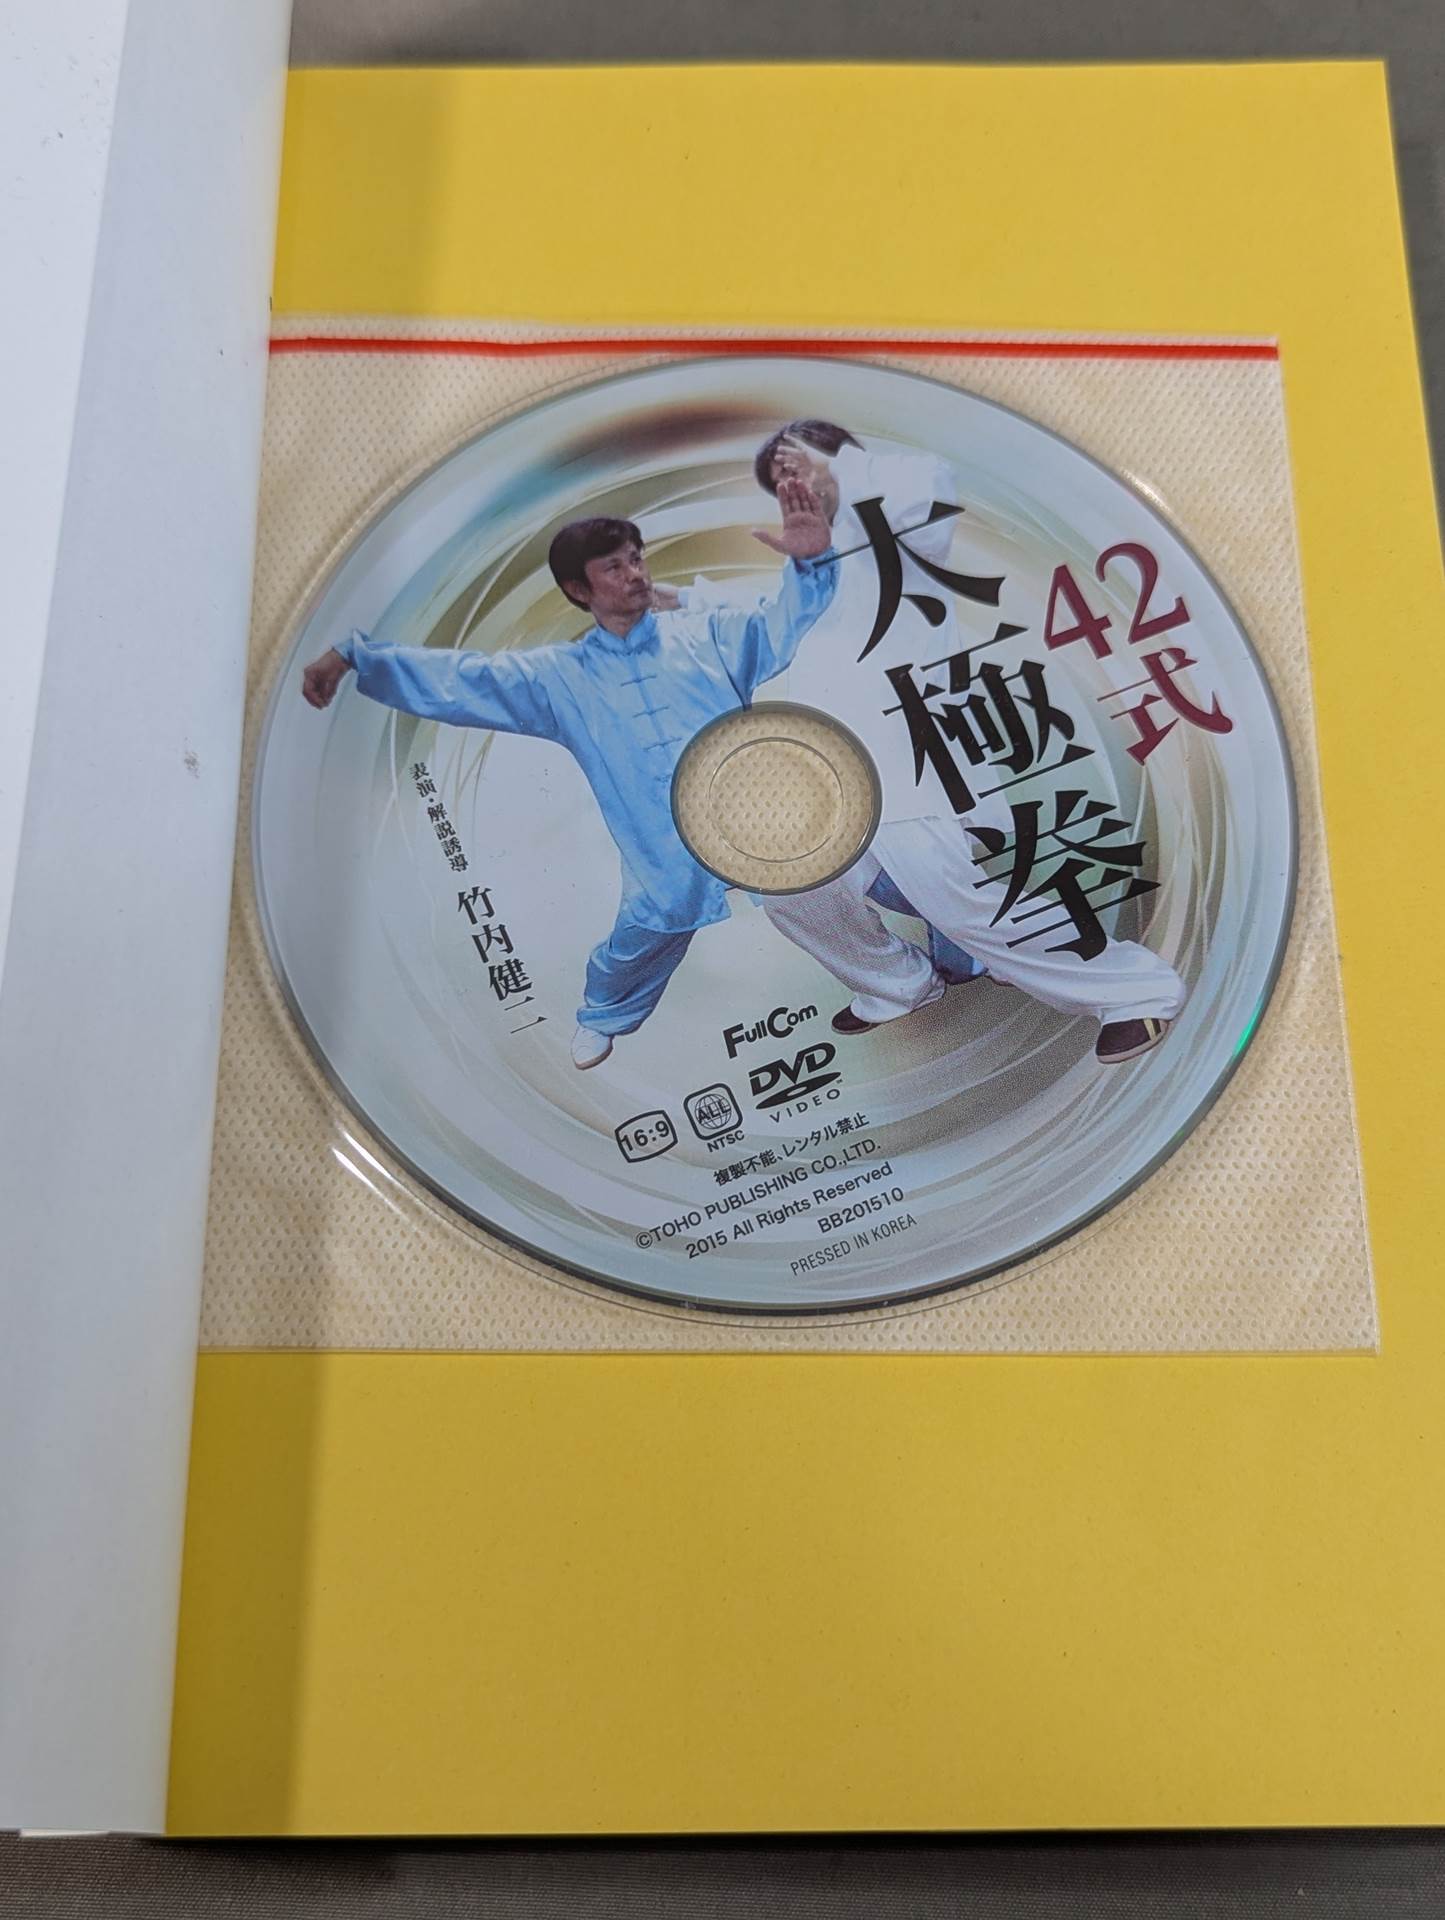 42式
太極拳
表演・解説誘導
竹内健二
FullCom
DVD
VIDEO
16:9
ALL
NTSC
複製不能、レンタル禁止
©TOHO PUBLISHING CO.,LTD.
2015 All Rights Reserved
BB201510
PRESSED IN KOREA